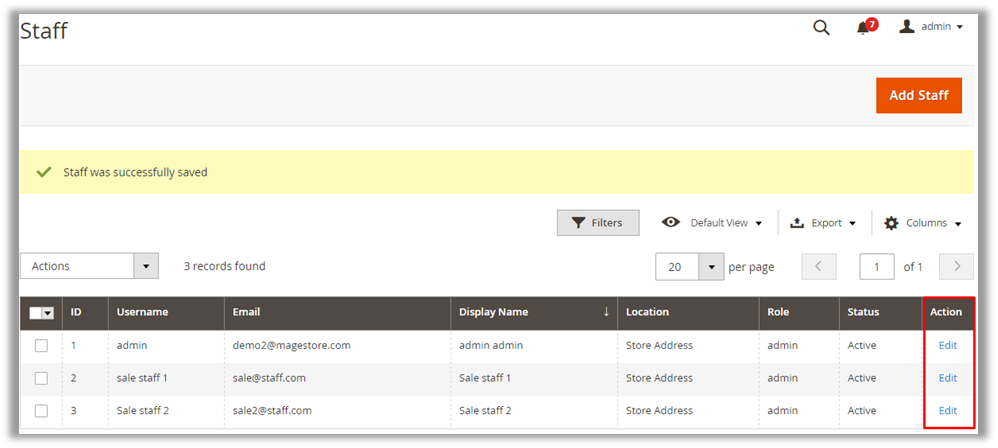 Staff
7
admin
Add Staff
Staff was successfully saved
Filters Default View Export Columns
Actions 3 records found 20 per page 1 of 1
ID Username Email Display Name ↓ Location Role Status Action
1 admin demo2@magestore.com admin admin Store Address admin Active Edit
2 sale staff 1 sale@staff.com Sale staff 1 Store Address admin Active Edit
3 Sale staff 2 sale2@staff.com Sale staff 2 Store Address admin Active Edit